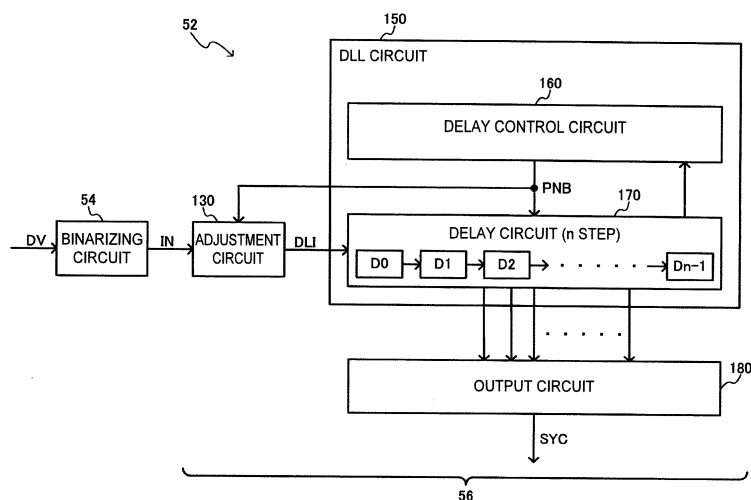 52
150
DLL CIRCUIT
160
DELAY CONTROL CIRCUIT
PNB
54
130
170
DV
BINARIZING
CIRCUIT
IN
ADJUSTMENT
CIRCUIT
DLI
DELAY CIRCUIT (n STEP)
D0
D1
D2
Dn-1
OUTPUT CIRCUIT
180
SYC
56